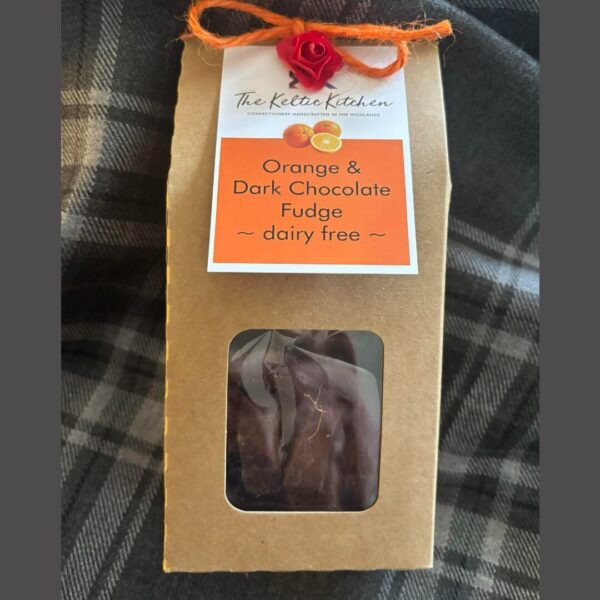 The Keltic Kitchen
CONFECTIONERY HANDCRAFTED IN THE HIGHLANDS
Orange &
Dark Chocolate
Fudge
~ dairy free ~